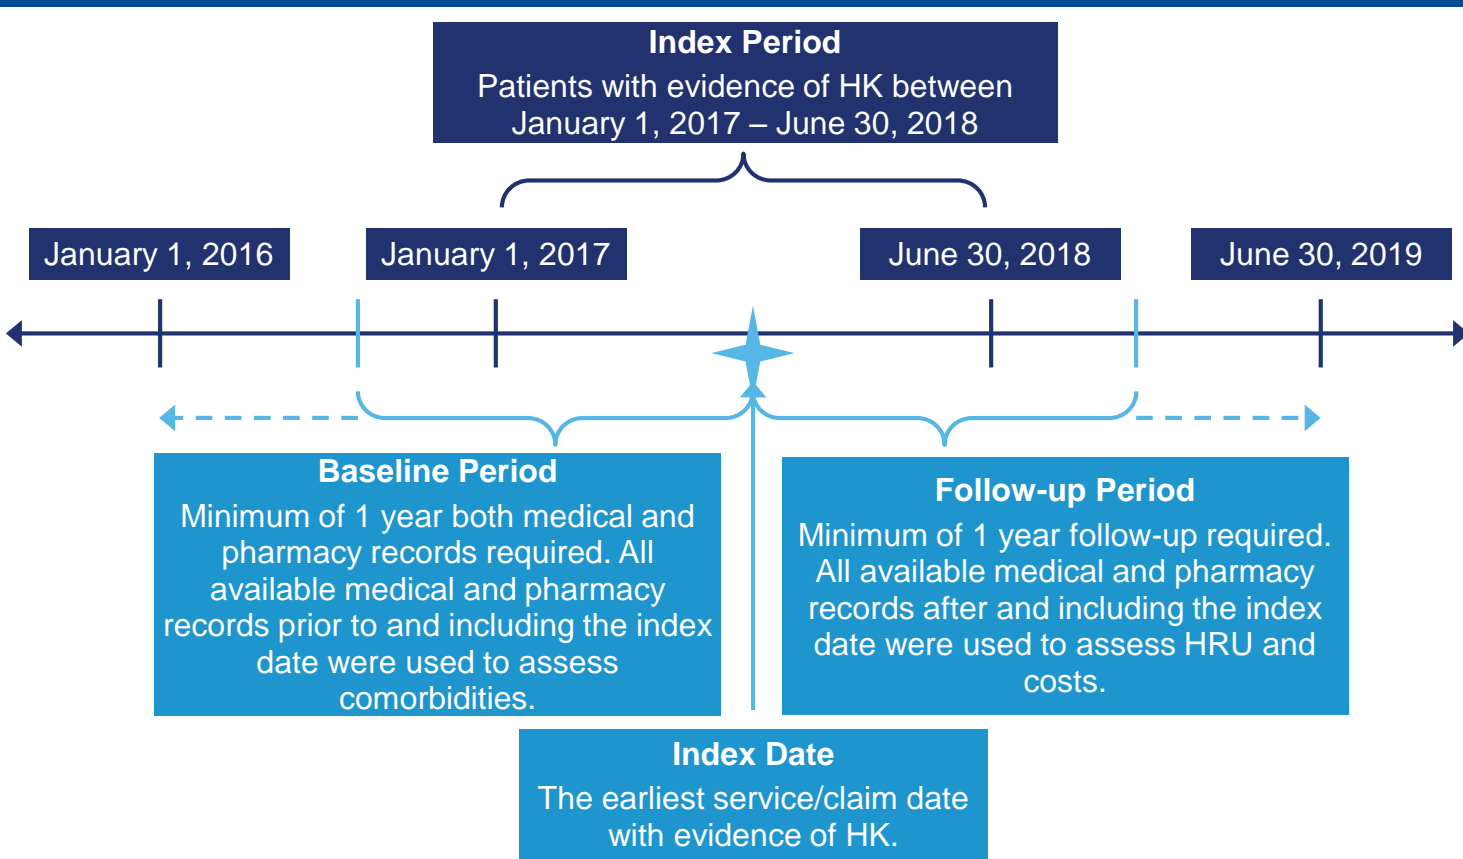 Index Period
Patients with evidence of HK between
January 1, 2017 – June 30, 2018
January 1, 2016
January 1, 2017
June 30, 2018
June 30, 2019
Baseline Period
Minimum of 1 year both medical and
pharmacy records required. All
available medical and pharmacy
records prior to and including the index
date were used to assess
comorbidities.
Follow-up Period
Minimum of 1 year follow-up required.
All available medical and pharmacy
records after and including the index
date were used to assess HRU and
costs.
Index Date
The earliest service/claim date
with evidence of HK.